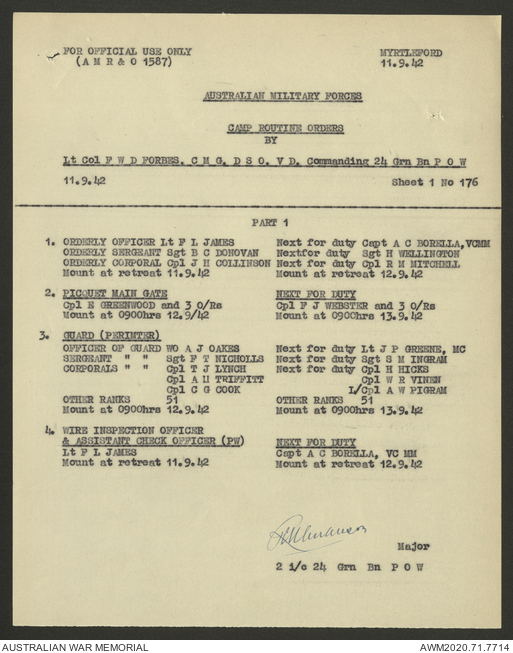 FOR OFFICIAL USE ONLY MYRTLEFORD
(A M R & O 1587) 11.9.42
AUSTRALIAN MILITARY FORCES
CAMP ROUTINE ORDERS
BY
Lt Col F W D FORBES. C M G. D S O. V D. Commanding 24 Grn Bn P O W
11.9.42 Sheet 1 No 176
PART 1
1. ORDERLY OFFICER Lt F L JAMES Next for duty Capt A C BORELLA,VCMM
ORDERLY SERGEANT Sgt B C DONOVAN Nextfor duty Sgt H WELLINGTON
ORDERLY CORPORAL Cpl J H COLLINSON Next for duty Cpl R M MITCHELL
Mount at retreat 11.9.42 Mount at retreat 12.9.42
2. PICQUET MAIN GATE NEXT FOR DUTY
Cpl E GREENWOOD and 3 O/Rs Cpl F J WEBSTER and 3 O/Rs
Mount at 0900hrs 12.9/42 Mount at 0900hrs 13.9.42
3. GUARD (PERIMTER)
OFFICER OF GUARD WO A J OAKES Next for duty Lt J P GREENE, MC
SERGEANT " " Sgt F T NICHOLLS Next for duty Sgt S M INGRAM
CORPORALS " " Cpl T J LYNCH Next for duty Cpl H HICKS
Cpl A H TRIFFITT Cpl W R VINEN
Cpl C G COOK L/Cpl A W PIGRAM
OTHER RANKS 51 OTHER RANKS 51
Mount at 0900hrs 12.9.42 Mount at 0900hrs 13.9.42
4. WIRE INSPECTION OFFICER
& ASSISTANT CHECK OFFICER (PW) NEXT FOR DUTY
Lt F L JAMES Capt A C BORELLA, VC MM
Mount at retreat 11.9.42 Mount at retreat 12.9.42
Major
2 i/c 24 Grn Bn P O W
AUSTRALIAN WAR MEMORIAL AWM2020.71.7714